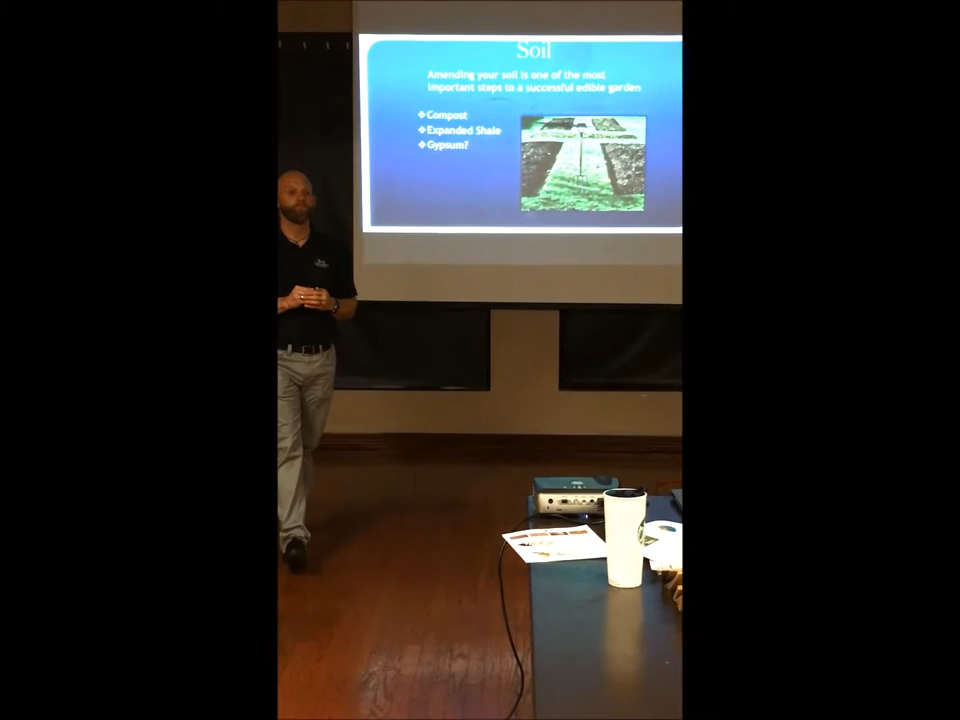 Soil
Amending your soil is one of the most
important steps to a successful edible garden
❖Compost
❖Expanded Shale
❖Gypsum?